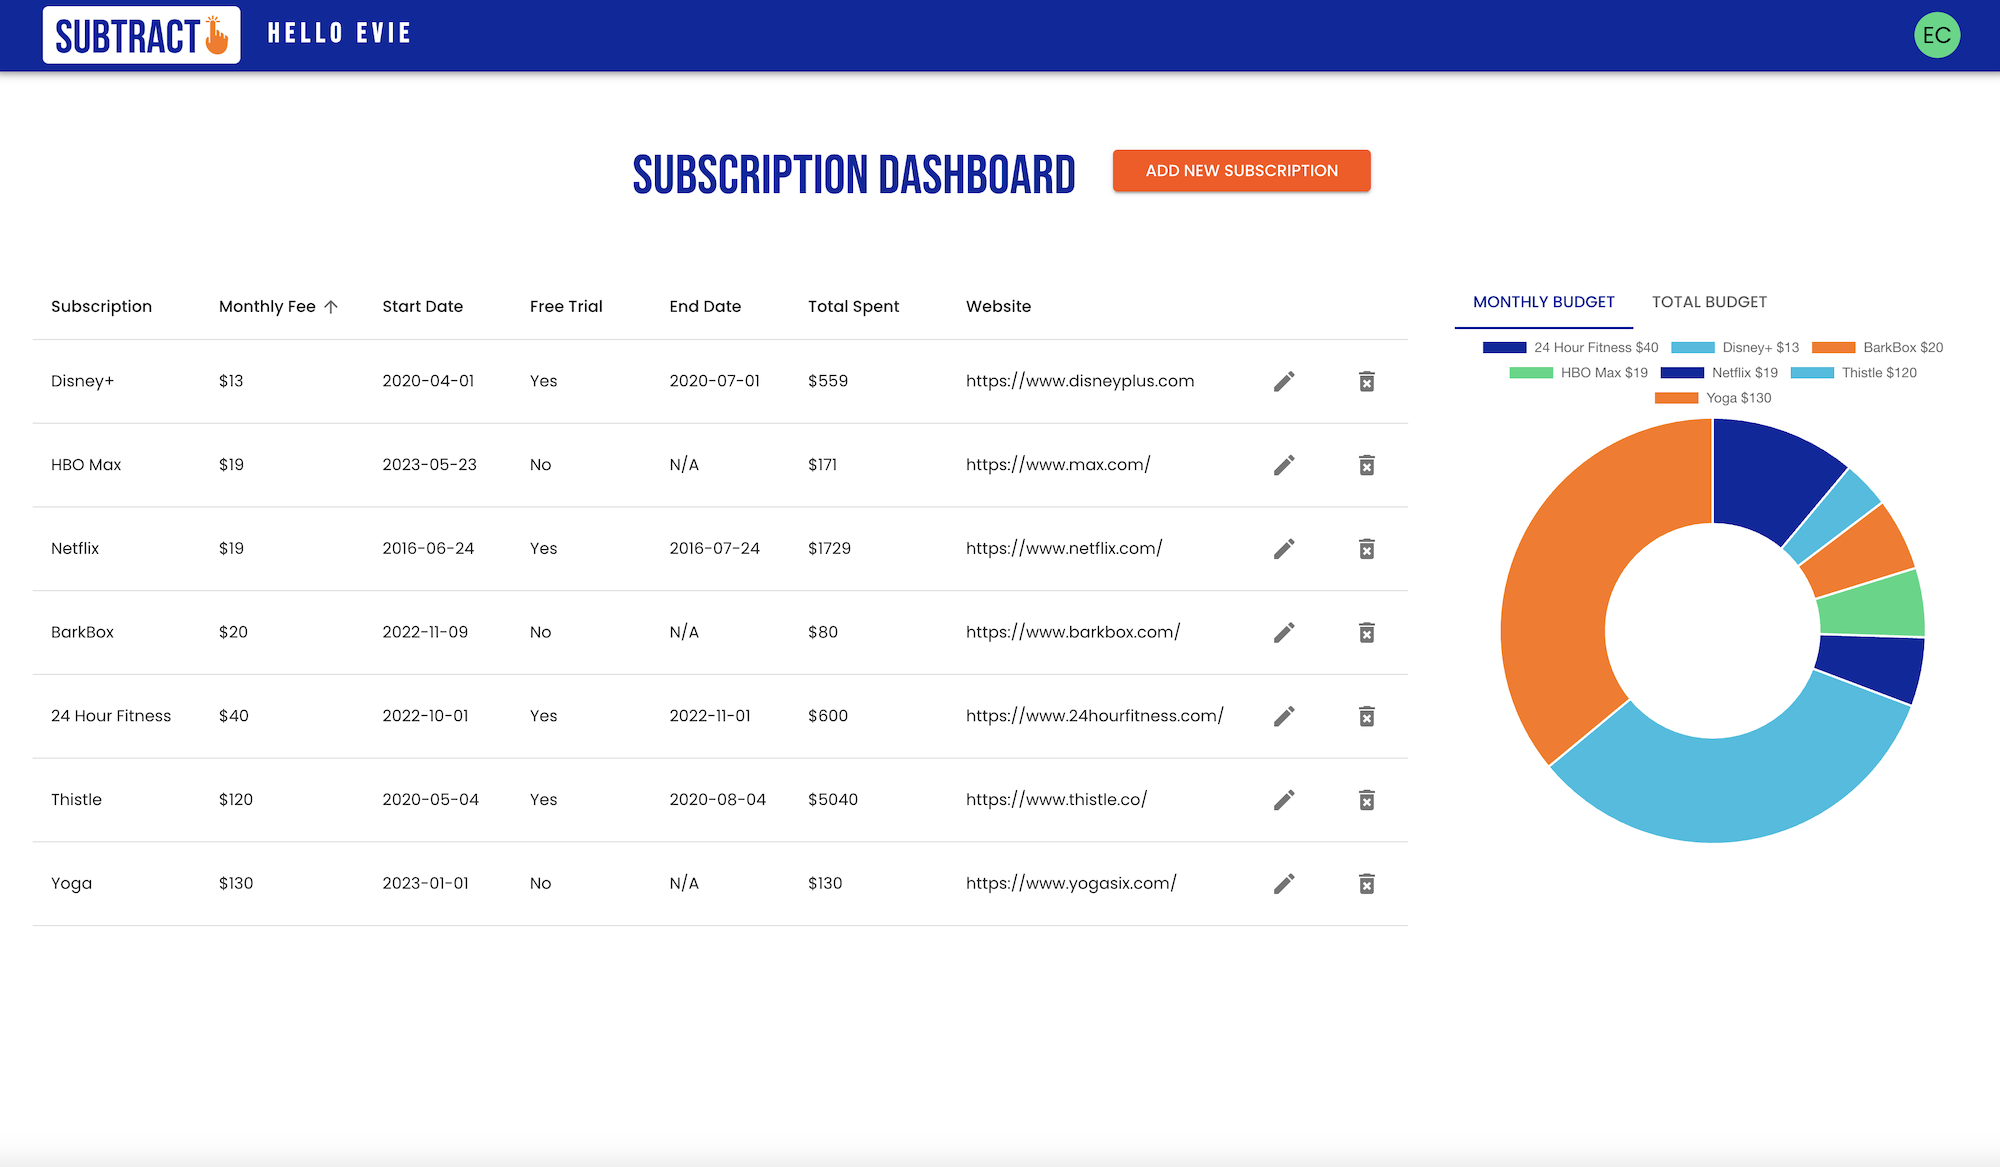 SUBTRACT HELLO EVIE EC
SUBSCRIPTION DASHBOARD ADD NEW SUBSCRIPTION
Subscription Monthly Fee Start Date Free Trial End Date Total Spent Website
Disney+ $13 2020-04-01 Yes 2020-07-01 $559 https://www.disneyplus.com
HBO Max $19 2023-05-23 No N/A $171 https://www.max.com/
Netflix $19 2016-06-24 Yes 2016-07-24 $1729 https://www.netflix.com/
BarkBox $20 2022-11-09 No N/A $80 https://www.barkbox.com/
24 Hour Fitness $40 2022-10-01 Yes 2022-11-01 $600 https://www.24hourfitness.com/
Thistle $120 2020-05-04 Yes 2020-08-04 $5040 https://www.thistle.co/
Yoga $130 2023-01-01 No N/A $130 https://www.yogasix.com/
MONTHLY BUDGET TOTAL BUDGET
24 Hour Fitness $40 Disney+ $13 BarkBox $20
HBO Max $19 Netflix $19 Thistle $120
Yoga $130